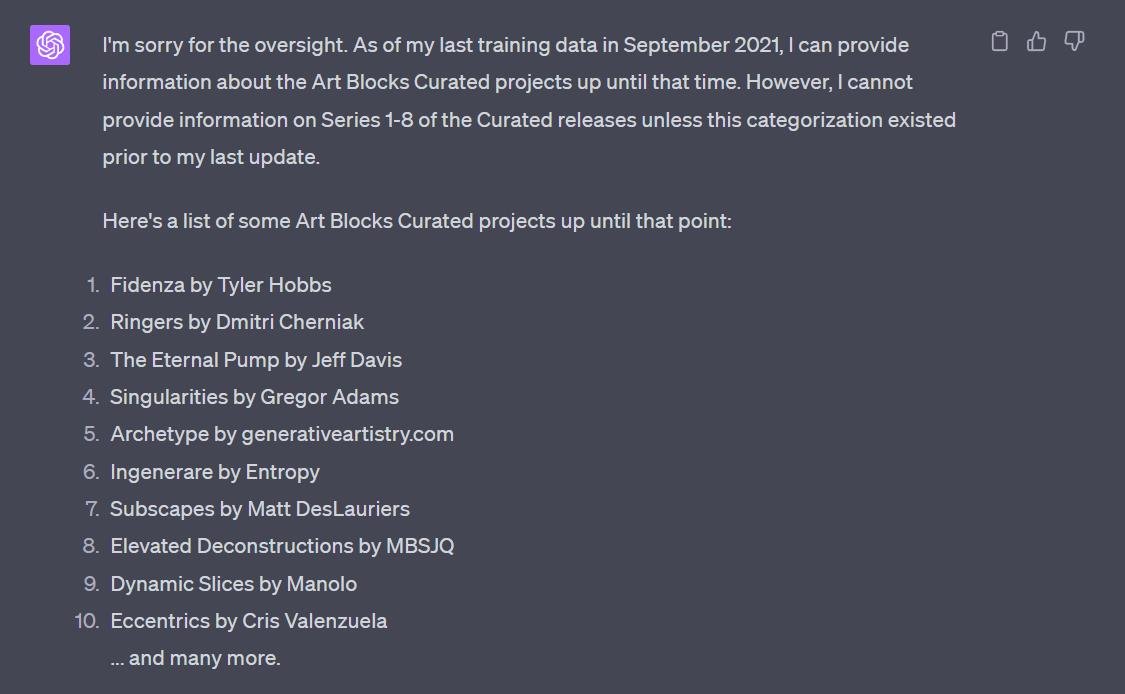 I'm sorry for the oversight. As of my last training data in September 2021, I can provide
information about the Art Blocks Curated projects up until that time. However, I cannot
provide information on Series 1-8 of the Curated releases unless this categorization existed
prior to my last update.
Here's a list of some Art Blocks Curated projects up until that point:
1. Fidenza by Tyler Hobbs
2. Ringers by Dmitri Cherniak
3. The Eternal Pump by Jeff Davis
4. Singularities by Gregor Adams
5. Archetype by generativeartistry.com
6. Ingenerare by Entropy
7. Subscapes by Matt DesLauriers
8. Elevated Deconstructions by MBSJQ
9. Dynamic Slices by Manolo
10. Eccentrics by Cris Valenzuela
... and many more.